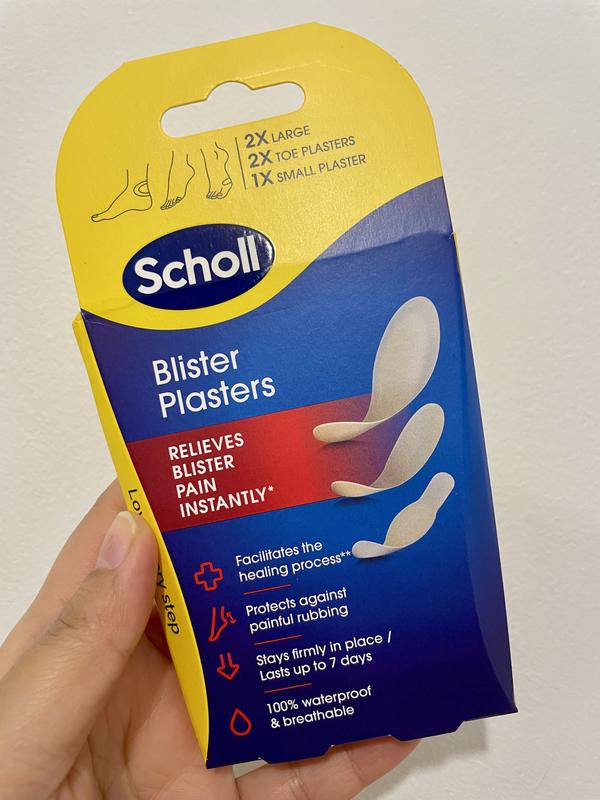 2X LARGE
2X TOE PLASTERS
1X SMALL PLASTER
Scholl
Blister
Plasters
RELIEVES
BLISTER
PAIN
INSTANTLY*
Facilitates the
healing process**
Protects against
painful rubbing
Stays firmly in place /
Lasts up to 7 days
100% waterproof
& breathable
step